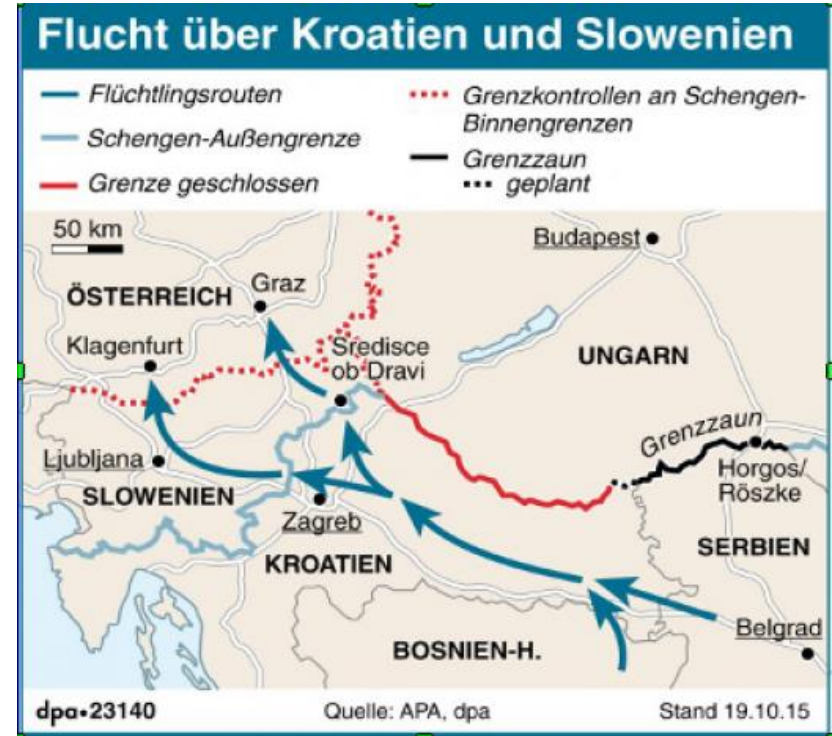 Flucht über Kroatien und Slowenien
Flüchtlingsrouten
Schengen-Außengrenze
Grenze geschlossen
Grenzkontrollen an Schengen-
Binnengrenzen
Grenzzaun
geplant
50 km
Budapest
Graz
ÖSTERREICH
Klagenfurt
Sredisce
ob Dravi
UNGARN
Grenzzaun
Ljubljana
Horgos/
Röszke
SLOWENIEN
Zagreb
SERBIEN
KROATIEN
Belgrad
BOSNIEN-H.
dpa•23140
Quelle: APA, dpa
Stand 19.10.15